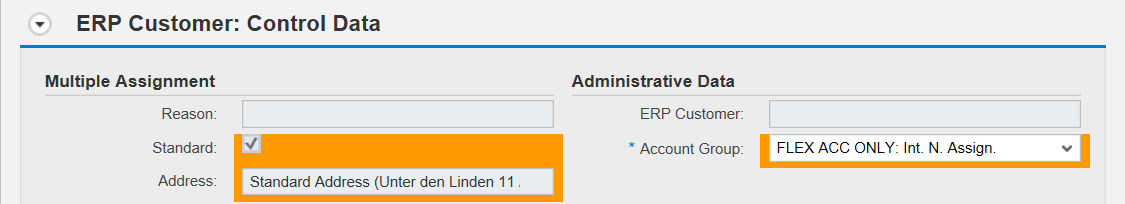 ERP Customer: Control Data
Multiple Assignment
Reason:
Standard:
Address: Standard Address (Unter den Linden 11
Administrative Data
ERP Customer:
* Account Group: FLEX ACC ONLY: Int. N. Assign.